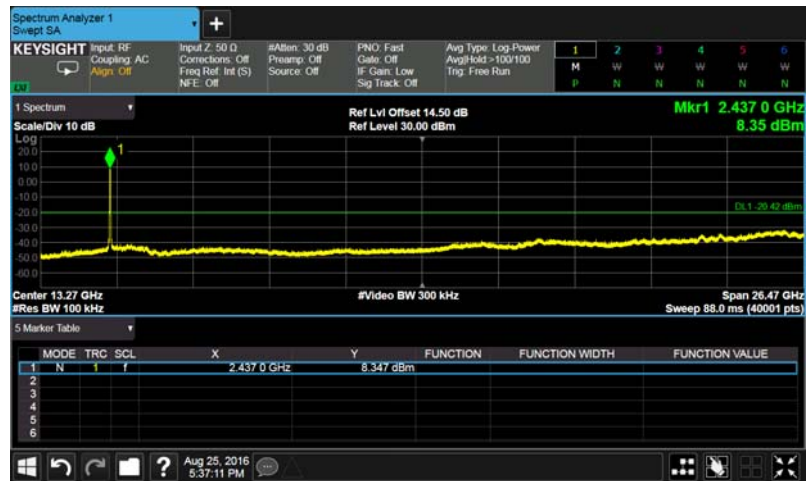 Spectrum Analyzer 1
Swept SA
+
KEYSIGHT Input: RF Input Z: 50 Ω #Atten: 30 dB PNO: Fast Avg Type: Log-Power 1 2 3 4 5 6
Coupling: AC Corrections: Off Preamp: Off Gate: Off Avg|Hold:>100/100 M W W W W W
Align: Off Freq Ref: Int (S) Source: Off IF Gain: Low Trig: Free Run
NFE: Off Sig Track: Off P N N N N N
1 Spectrum Ref Lvl Offset 14.50 dB Mkr1 2.437 0 GHz
Scale/Div 10 dB Ref Level 30.00 dBm 8.35 dBm
Log
20.0
1
10.0
0.00
-10.0
-20.0 DL1 -20.42 dBm
-30.0
-40.0
-50.0
-60.0
Center 13.27 GHz #Video BW 300 kHz Span 26.47 GHz
#Res BW 100 kHz Sweep 88.0 ms (40001 pts)
5 Marker Table
MODE TRC SCL X Y FUNCTION FUNCTION WIDTH FUNCTION VALUE
1 N 1 f 2.437 0 GHz 8.347 dBm
2
3
4
5
6
? Aug 25, 2016
5:37:11 PM